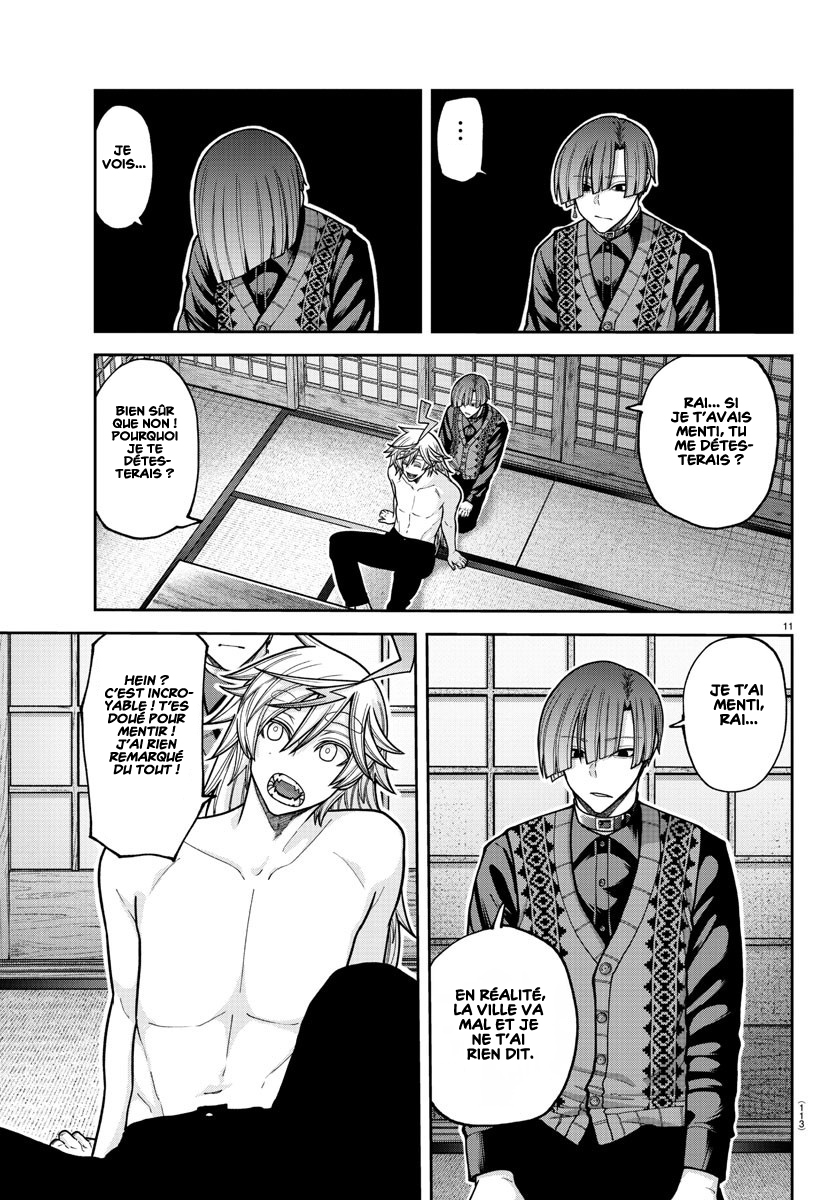 ...
JE
VOIS...
RAI... SI
JE T'AVAIS
MENTI, TU
ME DÉTES-
TERAIS ?
BIEN SÛR
QUE NON !
POURQUOI
JE TE
DÉTES-
TERAIS ?
11
JE T'AI
MENTI,
RAI...
EN RÉALITÉ,
LA VILLE VA
MAL ET JE
NE T'AI
RIEN DIT.
HEIN ?
C'EST INCRO-
YABLE ! T'ES
DOUÉ POUR
MENTIR !
J'AI RIEN
REMARQUÉ
DU TOUT !
(113)